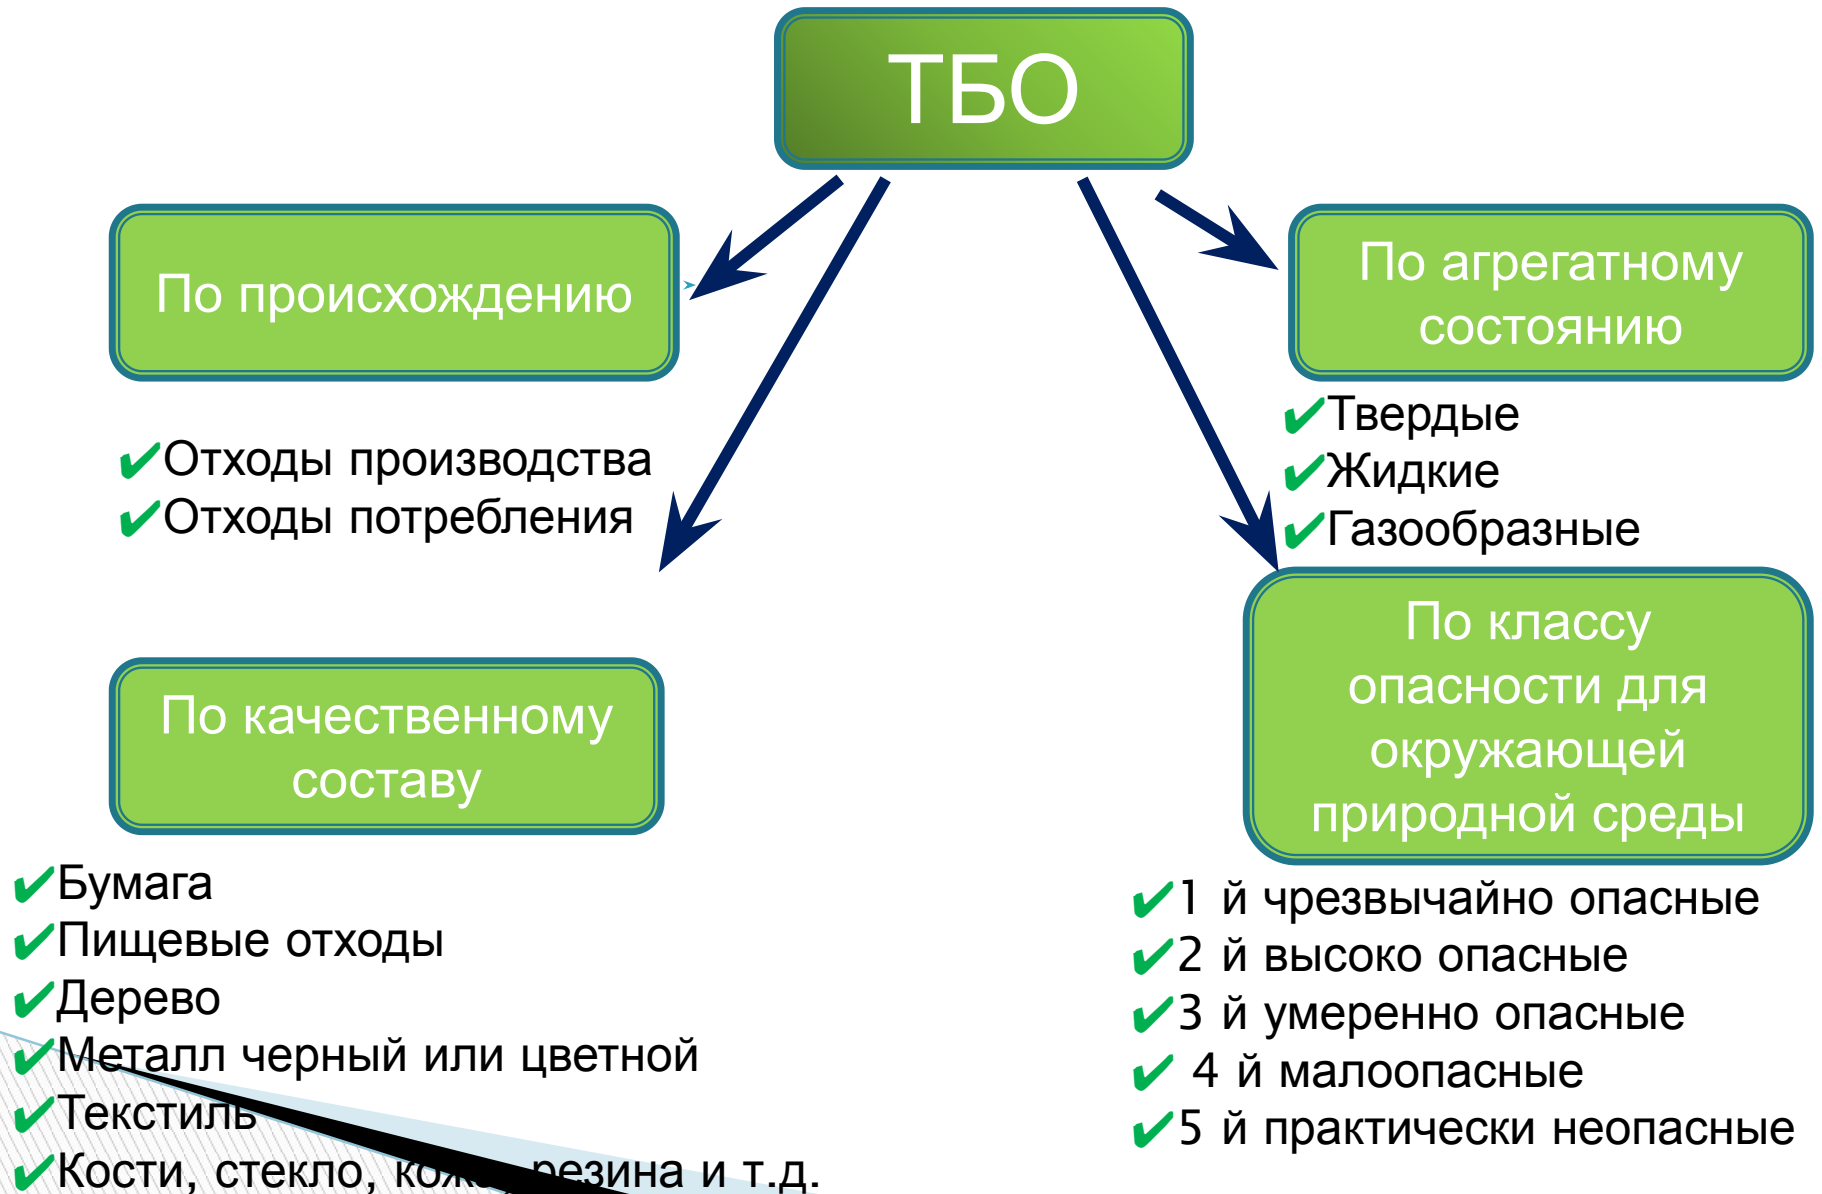 ТБО
По происхождению
✔Отходы производства
✔Отходы потребления
По качественному
составу
✔Бумага
✔Пищевые отходы
✔Дерево
✔Металл черный или цветной
✔Текстиль
✔Кости, стекло, кожа, резина и т.д.
По агрегатному
состоянию
✔Твердые
✔Жидкие
✔Газообразные
По классу
опасности для
окружающей
природной среды
✔1 й чрезвычайно опасные
✔2 й высоко опасные
✔3 й умеренно опасные
✔ 4 й малоопасные
✔5 й практически неопасные